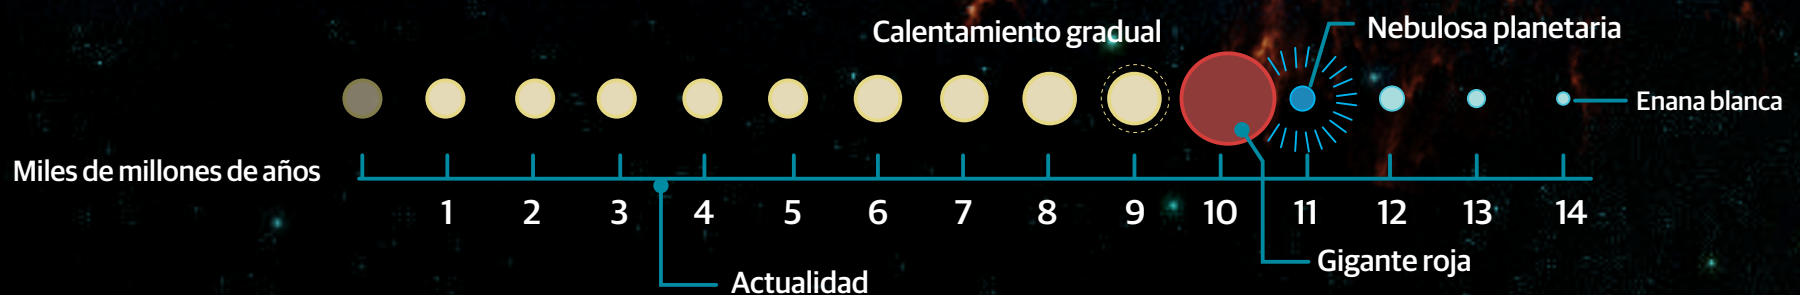 Calentamiento gradual
Nebulosa planetaria
Enana blanca
Miles de millones de años
1 2 3 4 5 6 7 8 9 10 11 12 13 14
Gigante roja
Actualidad